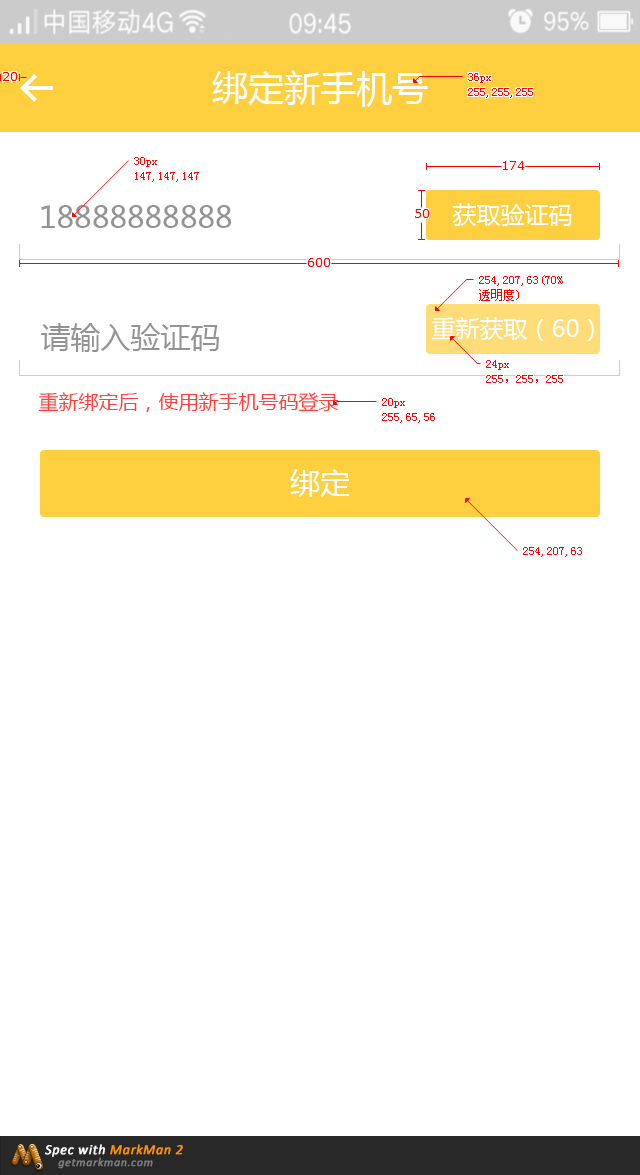 中国移动4G 09:45 95%
20 绑定新手机号 36px
255,255,255
30px
147,147,147
174
18888888888 50 获取验证码
600
254,207,63(70%
透明度)
请输入验证码 重新获取（60）
24px
255, 255, 255
重新绑定后，使用新手机号码登录 20px
255,65,56
绑定
254,207,63
Spec with MarkMan 2
getmarkman.com